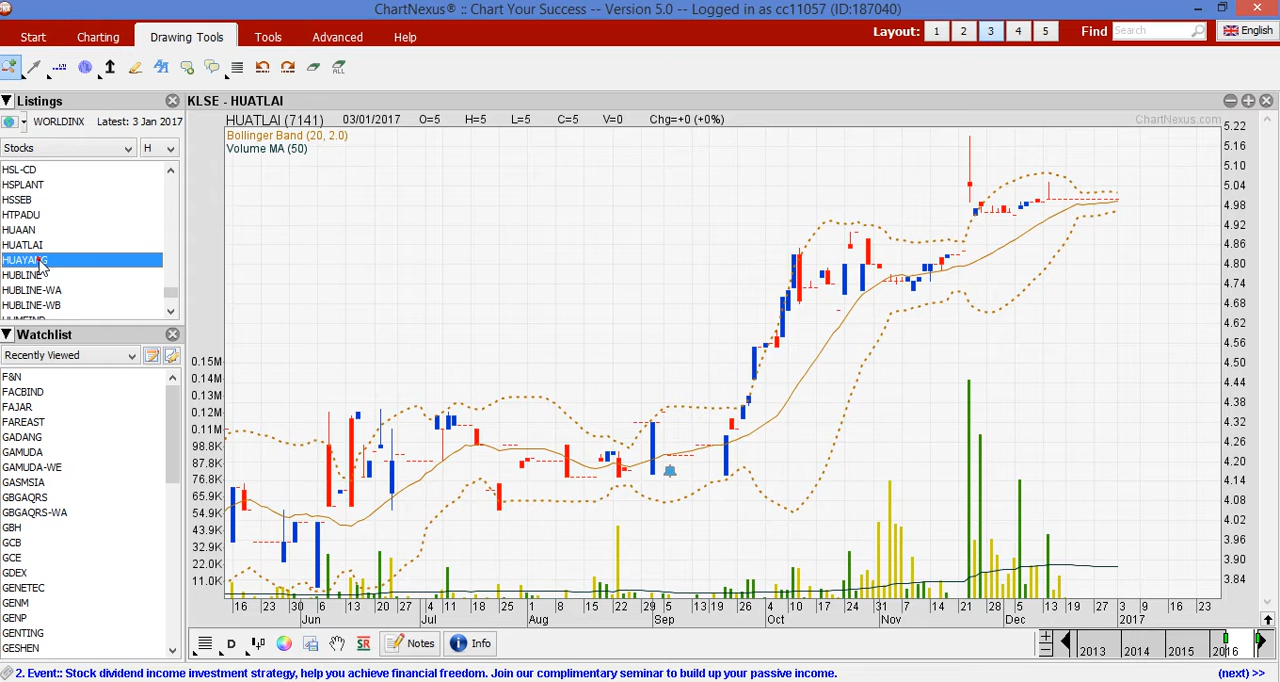 ChartNexus® :: Chart Your Success -- Version 5.0 -- Logged in as cc11057 (ID:187040)
Start Charting Drawing Tools Tools Advanced Help Layout: 1 2 3 4 5 Find Search English
ALL
Listings
WORLDINX Latest: 3 Jan 2017
Stocks H
HSL-CD
HSPLANT
HSSEB
HTPADU
HUAAN
HUATLAI
HUAYANG
HUBLINE
HUBLINE-WA
HUBLINE-WB
Watchlist
Recently Viewed
F&N
FACBIND
FAJAR
FAREAST
GADANG
GAMUDA
GAMUDA-WE
GASMSIA
GBGAQRS
GBGAQRS-WA
GBH
GCB
GCE
GDEX
GENETEC
GENM
GENP
GENTING
GESHEN
KLSE - HUATLAI
HUATLAI (7141) 03/01/2017 O=5 H=5 L=5 C=5 V=0 Chg=+0 (+0%) ChartNexus.com
Bollinger Band (20, 2.0)
Volume MA (50)
5.22
5.16
5.10
5.04
4.98
4.92
4.86
4.80
4.74
4.68
4.62
4.56
4.50
4.44
4.38
4.32
4.26
4.20
4.14
4.08
4.02
3.96
3.90
3.84
0.15M
0.14M
0.13M
0.12M
0.11M
98.8K
87.8K
76.8K
65.9K
54.9K
43.9K
32.9K
22.0K
11.0K
16 23 30 6 13 20 27 4 11 18 25 8 15 22 29 5 13 19 26 4 10 17 24 31 7 14 21 28 5 13 19 27 3 9 16 23
Jun Jul Aug Sep Oct Nov Dec 2017
D SR Notes Info 2013 2014 2015 2016
2. Event:: Stock dividend income investment strategy, help you achieve financial freedom. Join our complimentary seminar to build up your passive income. (next) >>